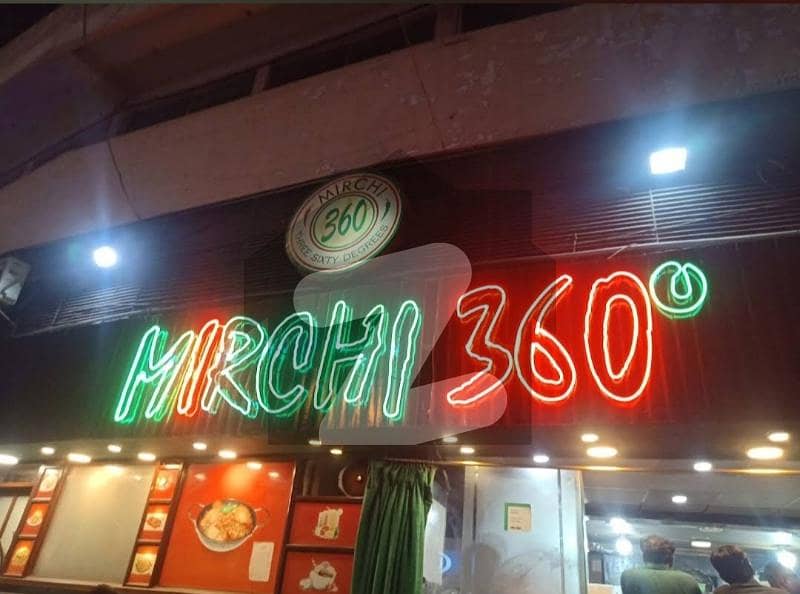 MIRCHI
360
THREE SIXTY DEGREES
MIRCHI 360°